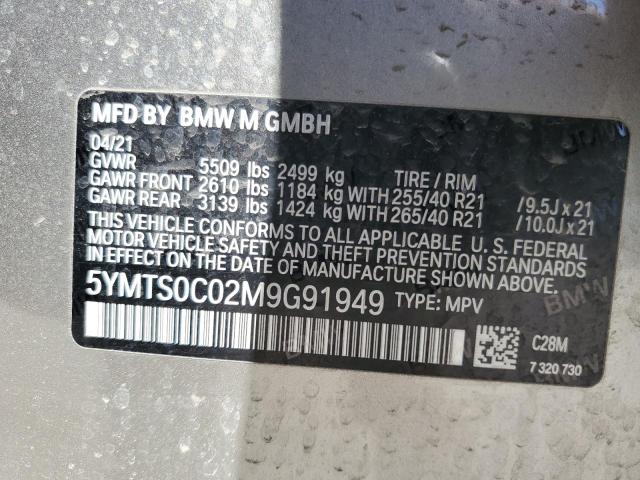 MFD BY BMW M GMBH
04/21
GVWR 5509 lbs 2499 kg TIRE / RIM
GAWR FRONT 2610 lbs 1184 kg WITH 255/40 R21 /9.5J x 21
GAWR REAR 3139 lbs 1424 kg WITH 265/40 R21 /10.0J x 21
THIS VEHICLE CONFORMS TO ALL APPLICABLE U. S. FEDERAL
MOTOR VEHICLE SAFETY AND THEFT PREVENTION STANDARDS
IN EFFECT ON THE DATE OF MANUFACTURE SHOWN ABOVE.
5YMTS0C02M9G91949 TYPE: MPV
C28M
7 320 730